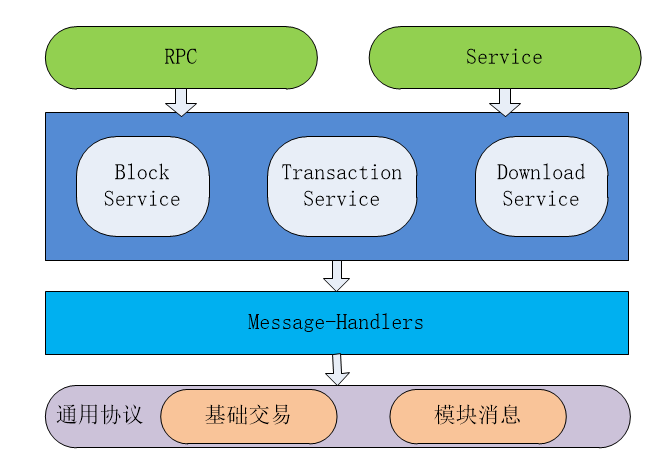 RPC
Service
Block
Service
Transaction
Service
Download
Service
Message-Handlers
通用协议
基础交易
模块消息